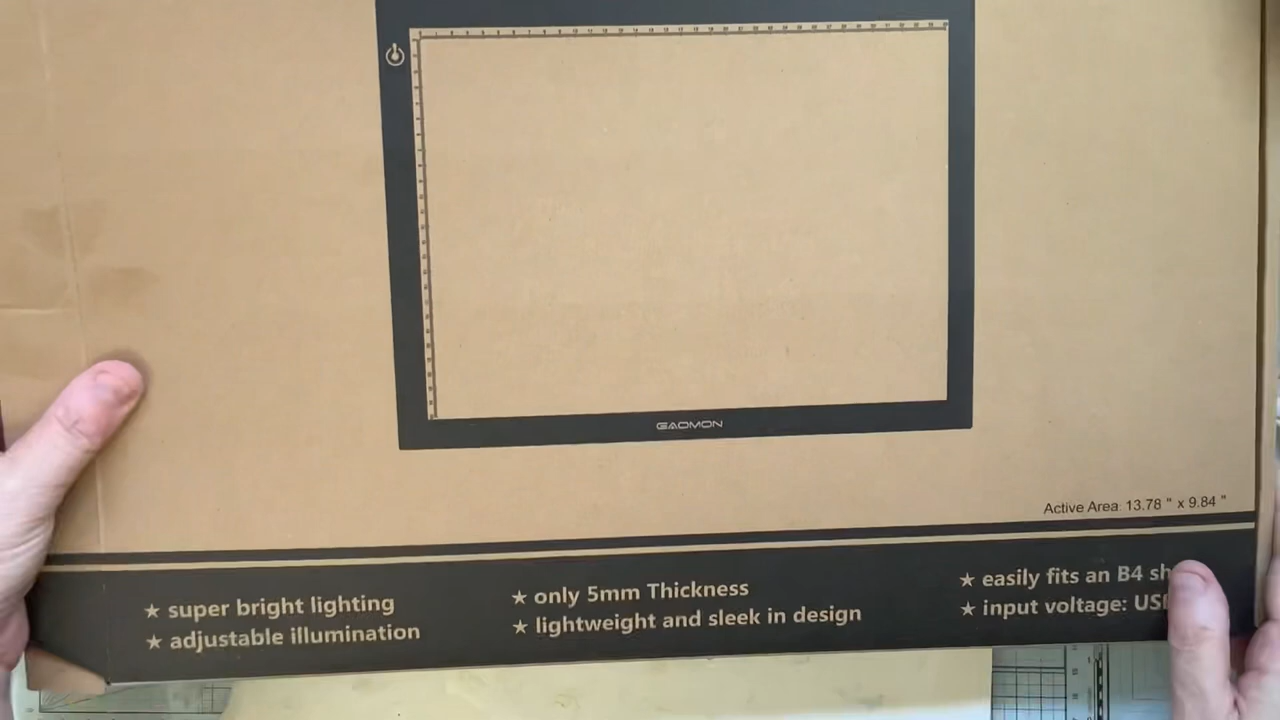 GAOMON
Active Area: 13.78 " x 9.84 "
★ super bright lighting
★ adjustable illumination
★ only 5mm Thickness
★ lightweight and sleek in design
★ easily fits an B4
★ input voltage: